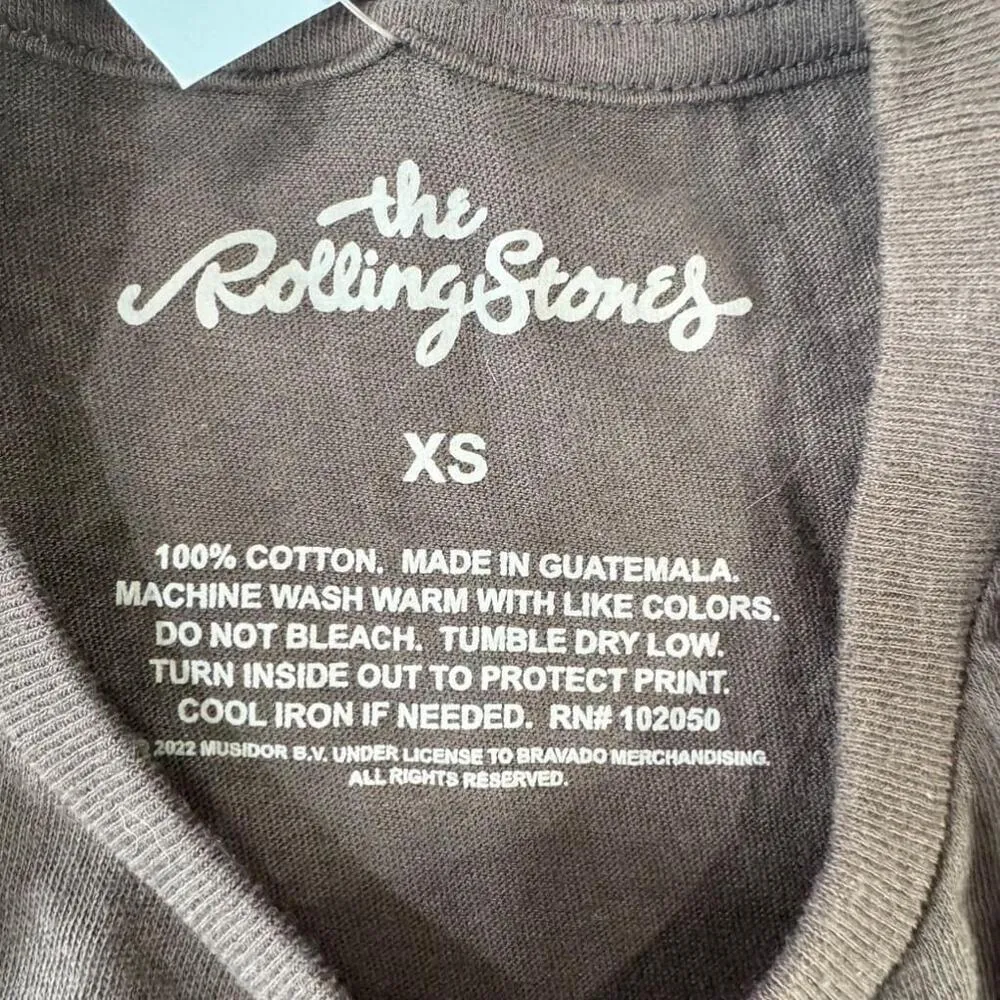 the
Rolling Stones
XS
100% COTTON. MADE IN GUATEMALA.
MACHINE WASH WARM WITH LIKE COLORS.
DO NOT BLEACH. TUMBLE DRY LOW.
TURN INSIDE OUT TO PROTECT PRINT.
COOL IRON IF NEEDED. RN# 102050
© 2022 MUSIDOR B.V. UNDER LICENSE TO BRAVADO MERCHANDISING.
ALL RIGHTS RESERVED.